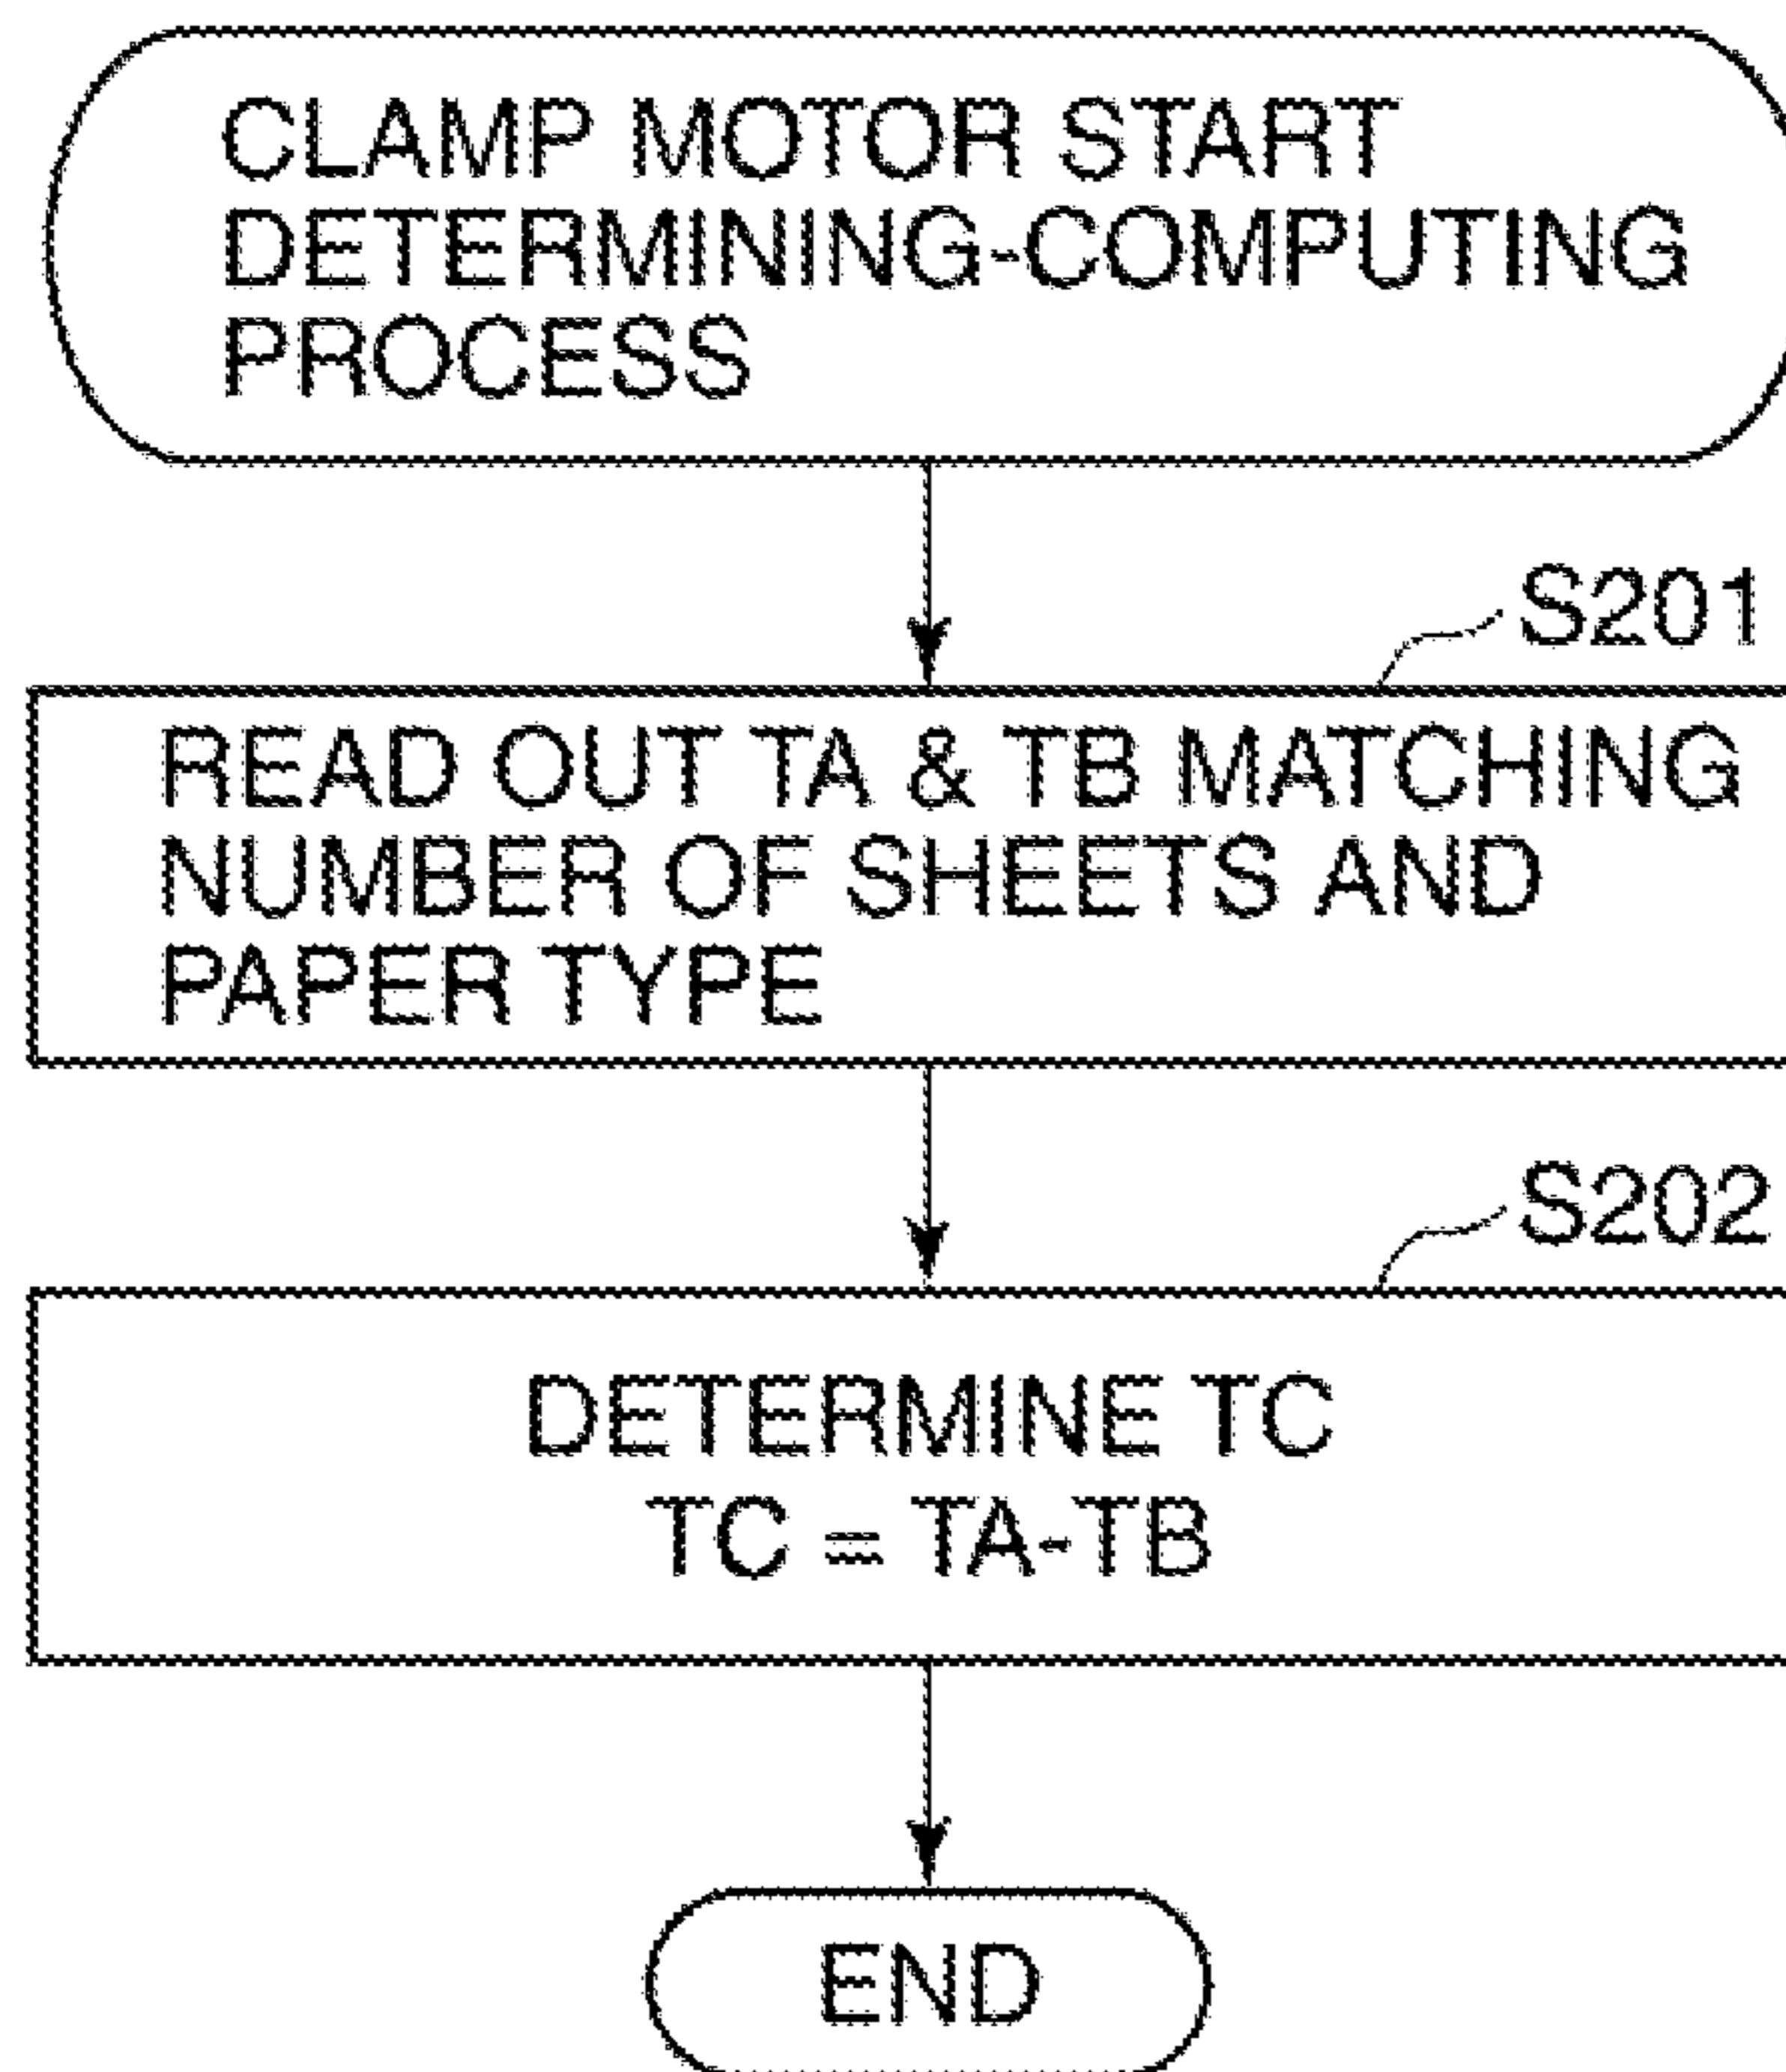 CLAMP MOTOR START
DETERMINING-COMPUTING
PROCESS
S201
READ OUT TA & TB MATCHING
NUMBER OF SHEETS AND
PAPER TYPE
S202
DETERMINE TC
TC = TA-TB
END